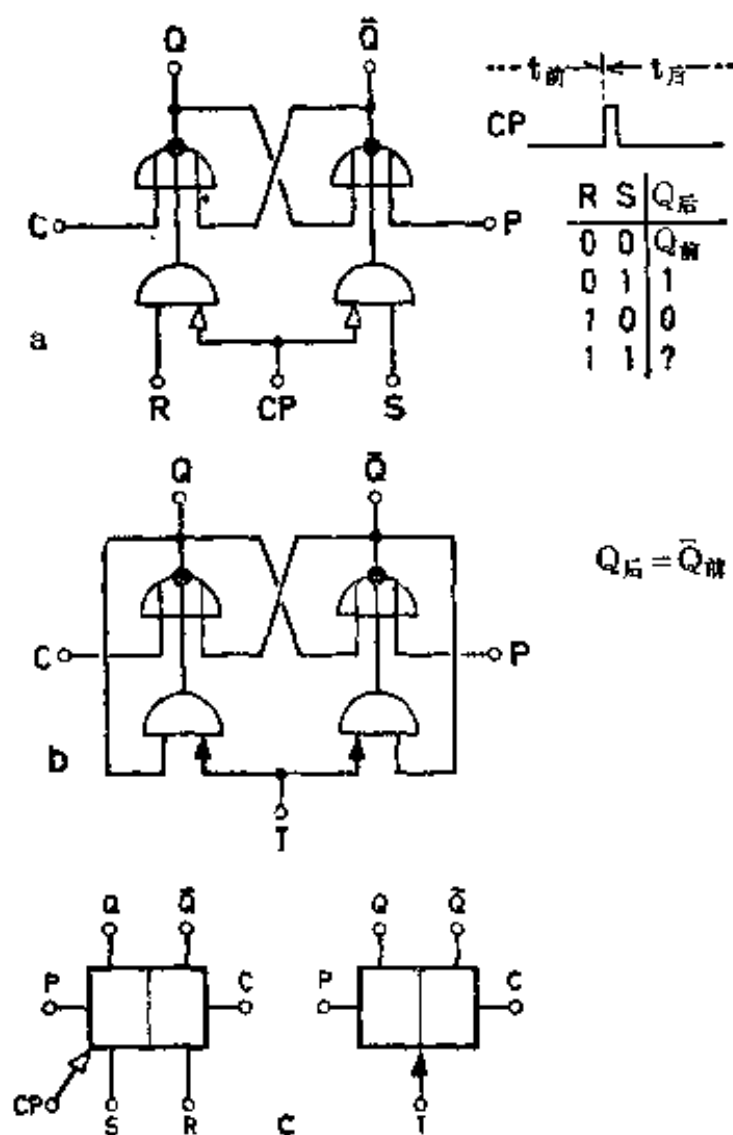 Q Q̄
t前 t后
CP
C P
R S Q后
0 0 Q前
0 1 1
1 0 0
1 1 ?
a
R CP S
Q Q̄
Q后=Q̄前
C P
b
T
Q Q̄ Q Q̄
P C P C
CP S R C T